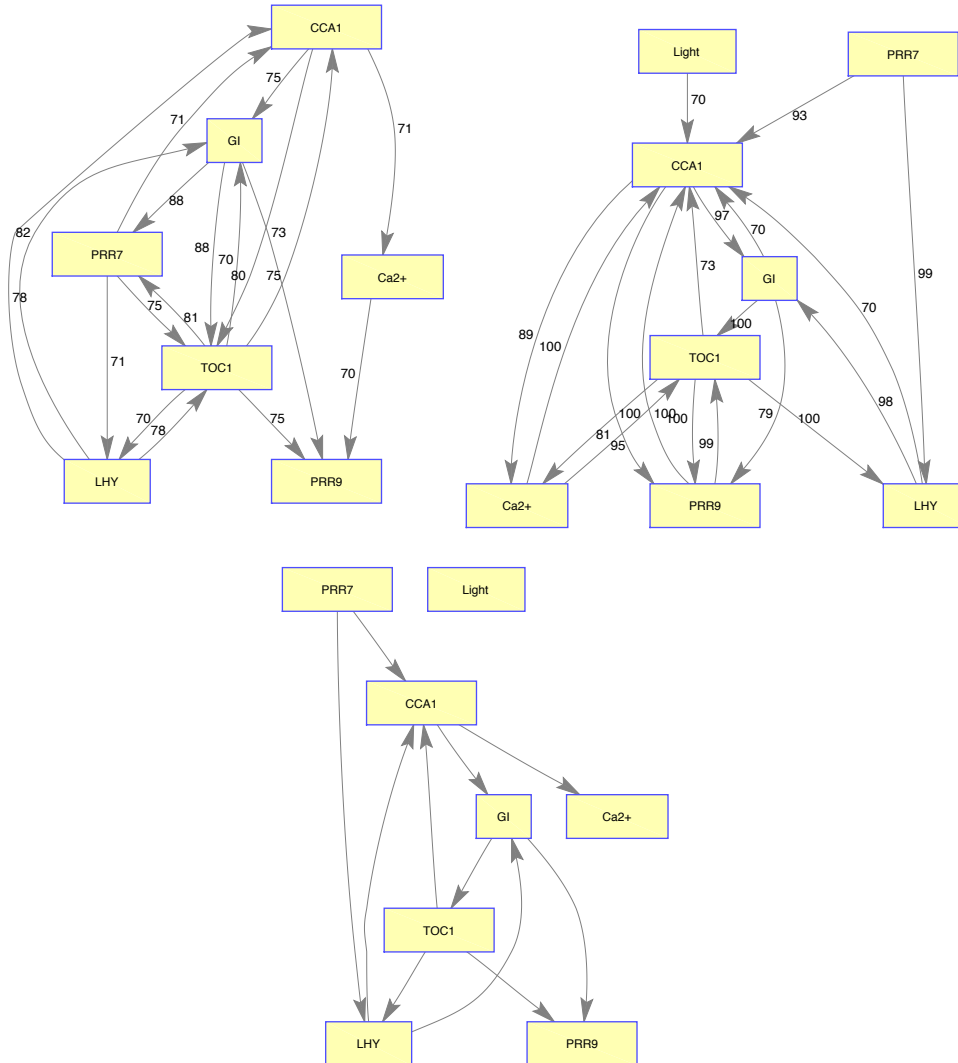 CCA1
75
71
71
GI
82
88
73
PRR7
88
70
80
75
Ca2+
78
75
81
TOC1
71
70
70
78
75
LHY
PRR9
Light
PRR7
70
93
CCA1
97
70
73
GI
99
70
89
100
100
TOC1
98
81
95
100
100
100
99
79
100
Ca2+
PRR9
LHY
PRR7
Light
CCA1
GI
Ca2+
TOC1
LHY
PRR9